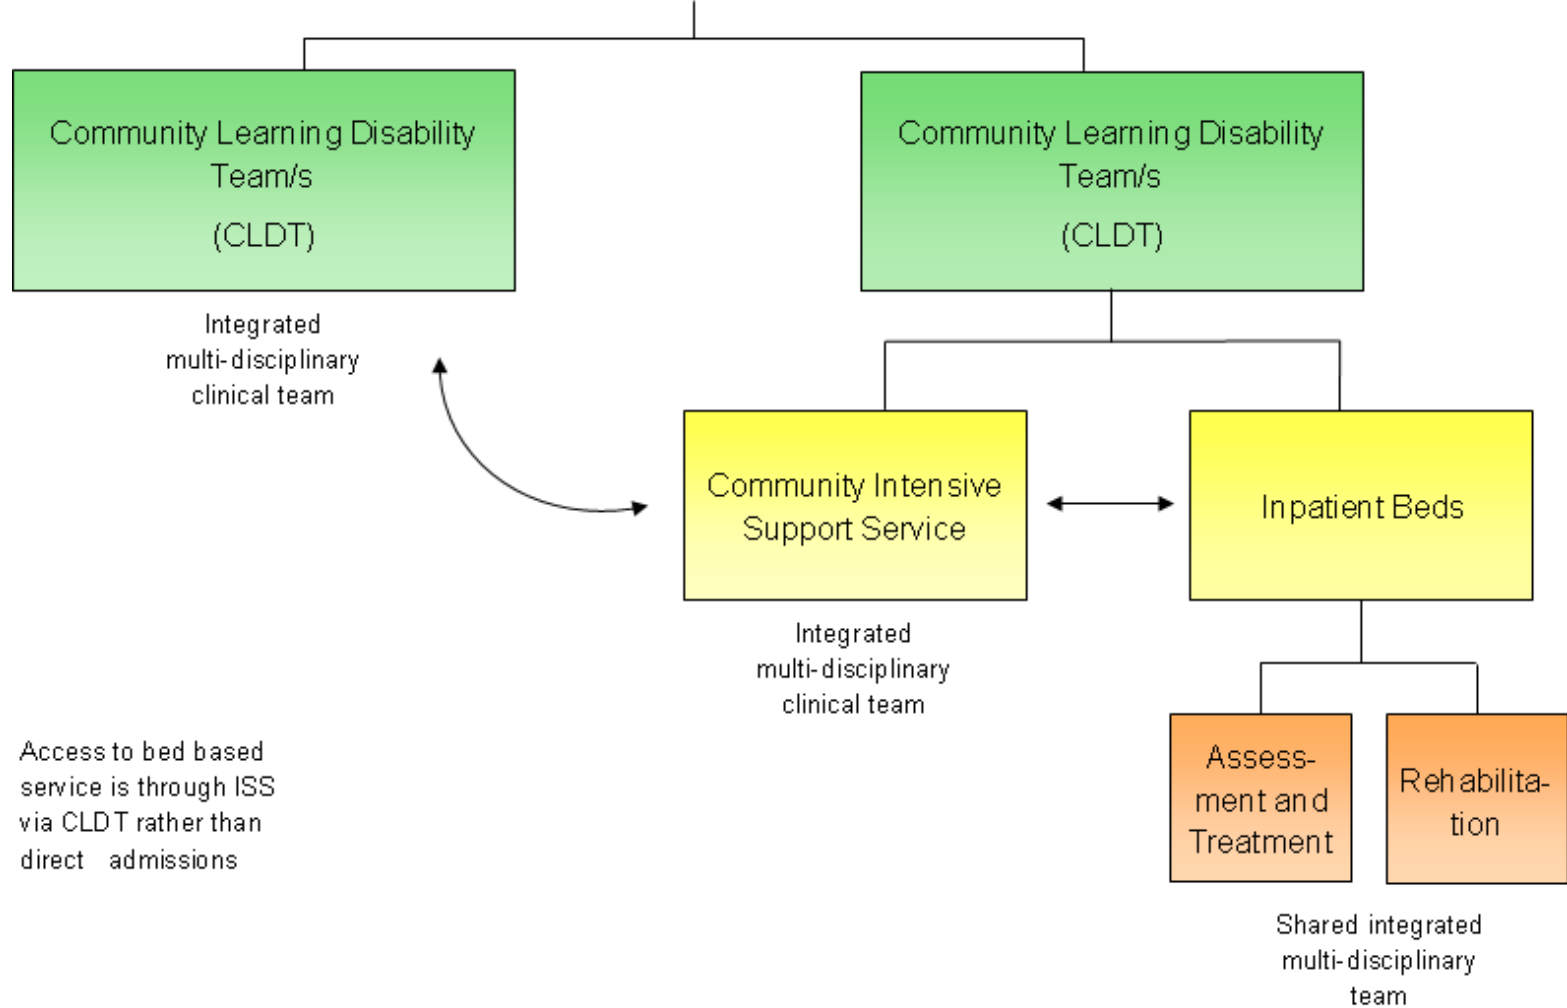 Community Learning Disability
Team/s
(CLDT)
Community Learning Disability
Team/s
(CLDT)
Integrated
multi-disciplinary
clinical team
Community Intensive
Support Service
Inpatient Beds
Integrated
multi-disciplinary
clinical team
Access to bed based
service is through ISS
via CLDT rather than
direct admissions
Assess-
ment and
Treatment
Rehabilita-
tion
Shared integrated
multi-disciplinary
team